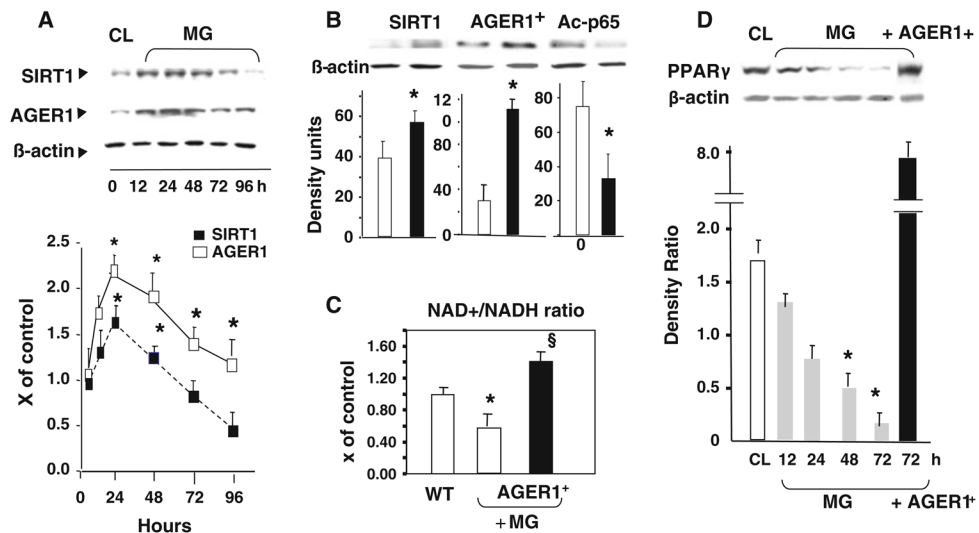 A
CL MG
SIRT1
AGER1
ß-actin
0 12 24 48 72 96 h
SIRT1
AGER1
X of control
2.5
2.0
1.5
1.0
0.5
0.0
* * * *
* *
0 24 48 72 96
Hours
B
SIRT1 AGER1+ Ac-p65
ß-actin
Density units
60
40
20
0
*
12
0
80
40
0
*
80
60
40
20
0
*
0
C
NAD+/NADH ratio
x of control
1.60
1.20
0.80
0.40
0.00
* §
WT AGER1+
+MG
D
CL MG + AGER1+
PPARγ
β-actin
Density Ratio
8.0
2.0
1.5
1.0
0.5
0
* *
CL 12 24 48 72 72 h
MG + AGER1+